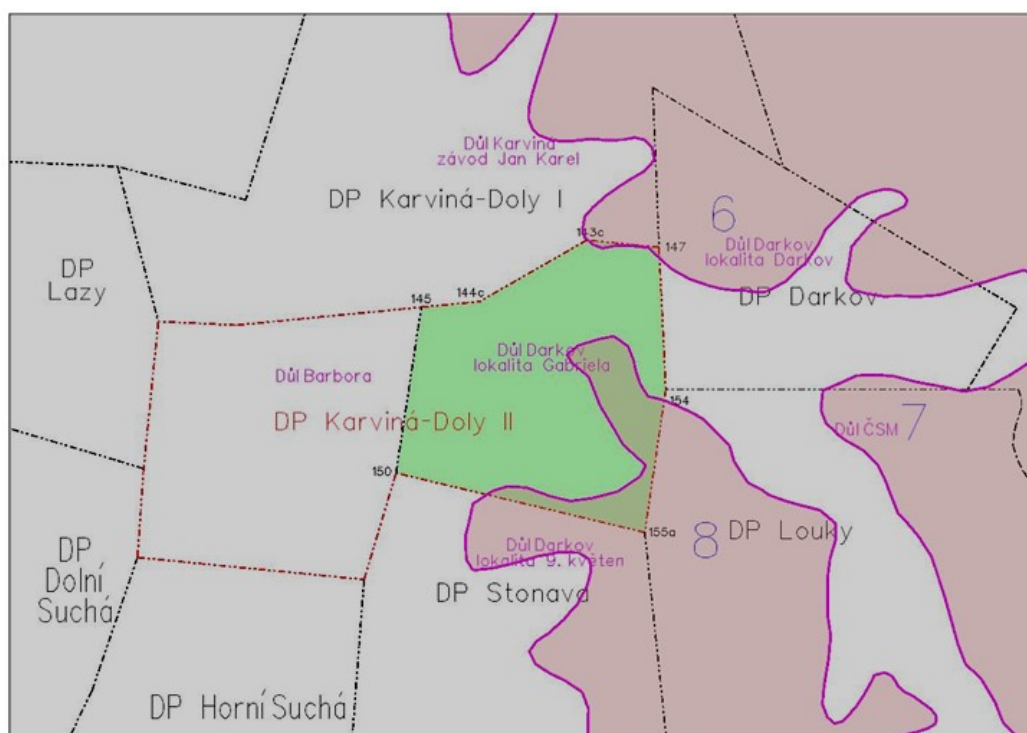 Důl Karviná
závod Jan Karel
DP Karviná-Doly I
6
143c
147
Důl Darkov
lokalita Darkov
DP
Lazy
DP Darkov
145
144c
Důl Darkov
lokalita Gabriela
Důl Barbora
154
DP Karviná-Doly II
Důl ČSM
7
150
155a
8
DP Louky
Důl Darkov
lokalita 9. květen
DP
Dolní
Suchá
DP Stonava
DP Horní Suchá